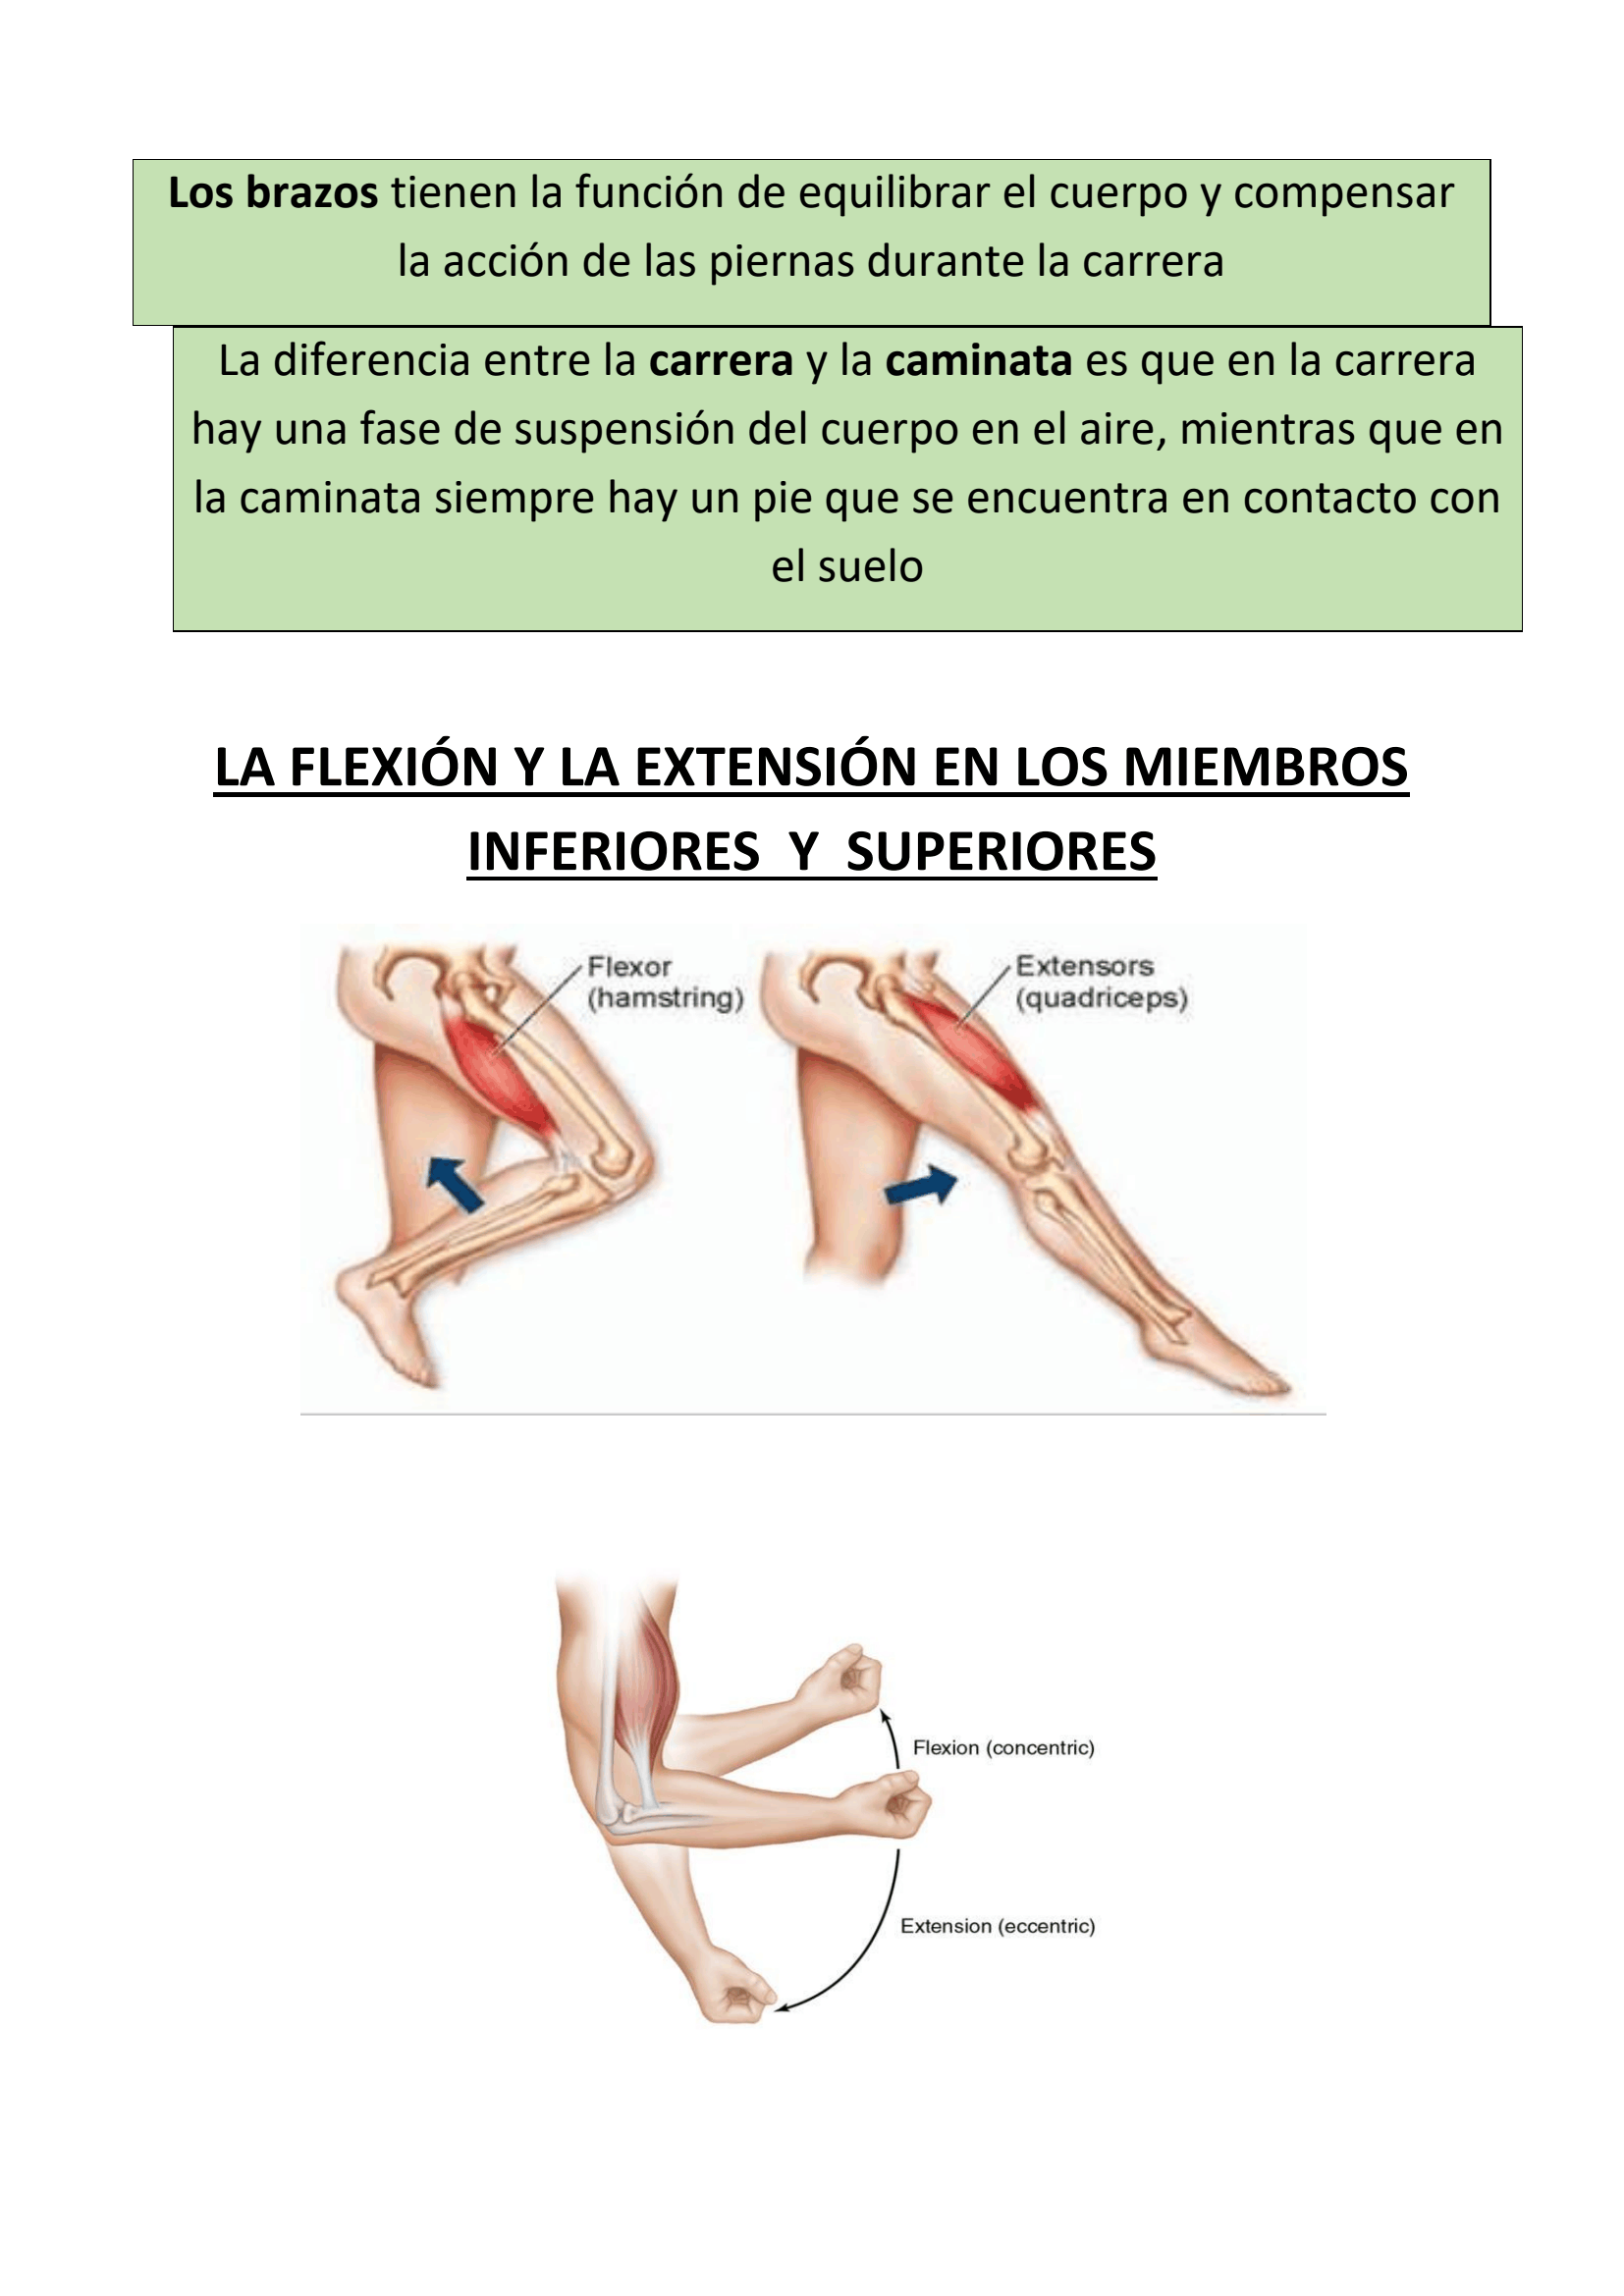 Los brazos tienen la función de equilibrar el cuerpo y compensar
la acción de las piernas durante la carrera
La diferencia entre la carrera y la caminata es que en la carrera
hay una fase de suspensión del cuerpo en el aire, mientras que en
la caminata siempre hay un pie que se encuentra en contacto con
el suelo
LA FLEXIÓN Y LA EXTENSIÓN EN LOS MIEMBROS
INFERIORES Y SUPERIORES
Flexor
(hamstring)
Extensors
(quadriceps)
Flexion (concentric)
Extension (eccentric)